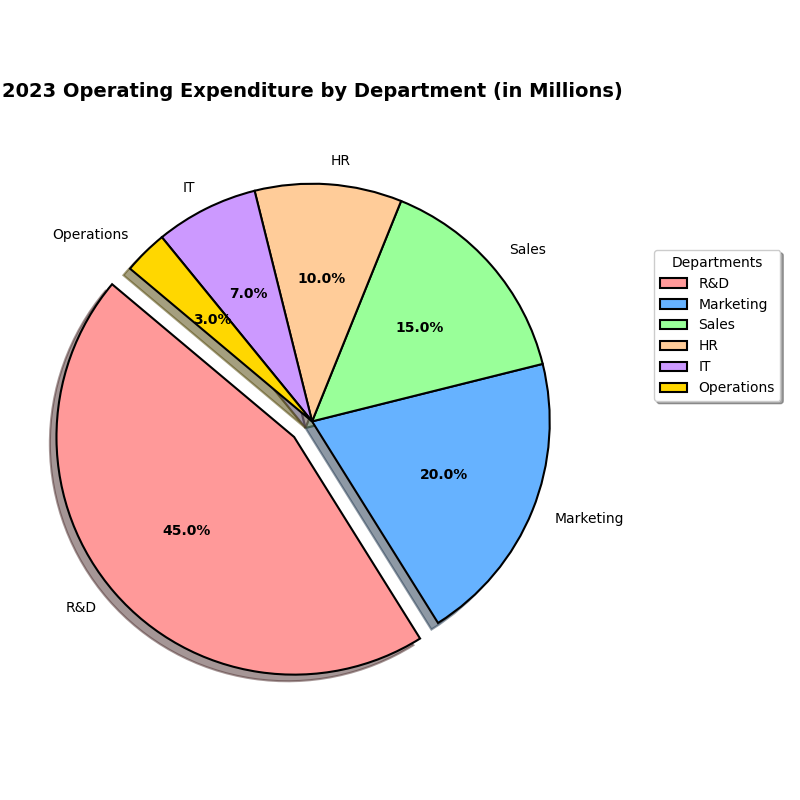 2023 Operating Expenditure by Department (in Millions)
HR
IT
Operations
Sales
Departments
R&D
Marketing
Sales
HR
IT
Operations
10.0%
7.0%
3.0%
15.0%
20.0%
45.0%
Marketing
R&D